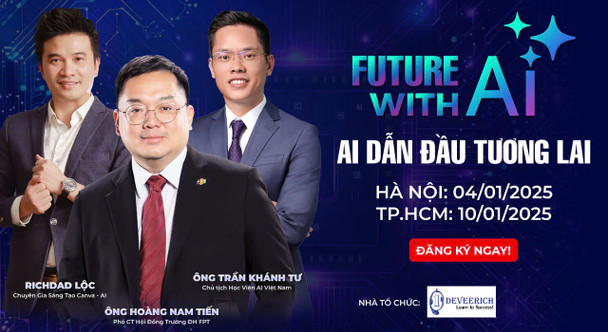 FUTURE
WITH Ai
AI DẪN ĐẦU TƯƠNG LAI
HÀ NỘI: 04/01/2025
TP.HCM: 10/01/2025
ĐĂNG KÝ NGAY!
RICHDAD LỘC
Chuyên Gia Sáng Tạo Canva - AI
ÔNG TRẦN KHÁNH TƯ
Chủ tịch Học Viện AI Việt Nam
ÔNG HOÀNG NAM TIẾN
Phó CT Hội Đồng Trường ĐH FPT
NHÀ TỔ CHỨC:
DEVEERICH
Learn to Success!